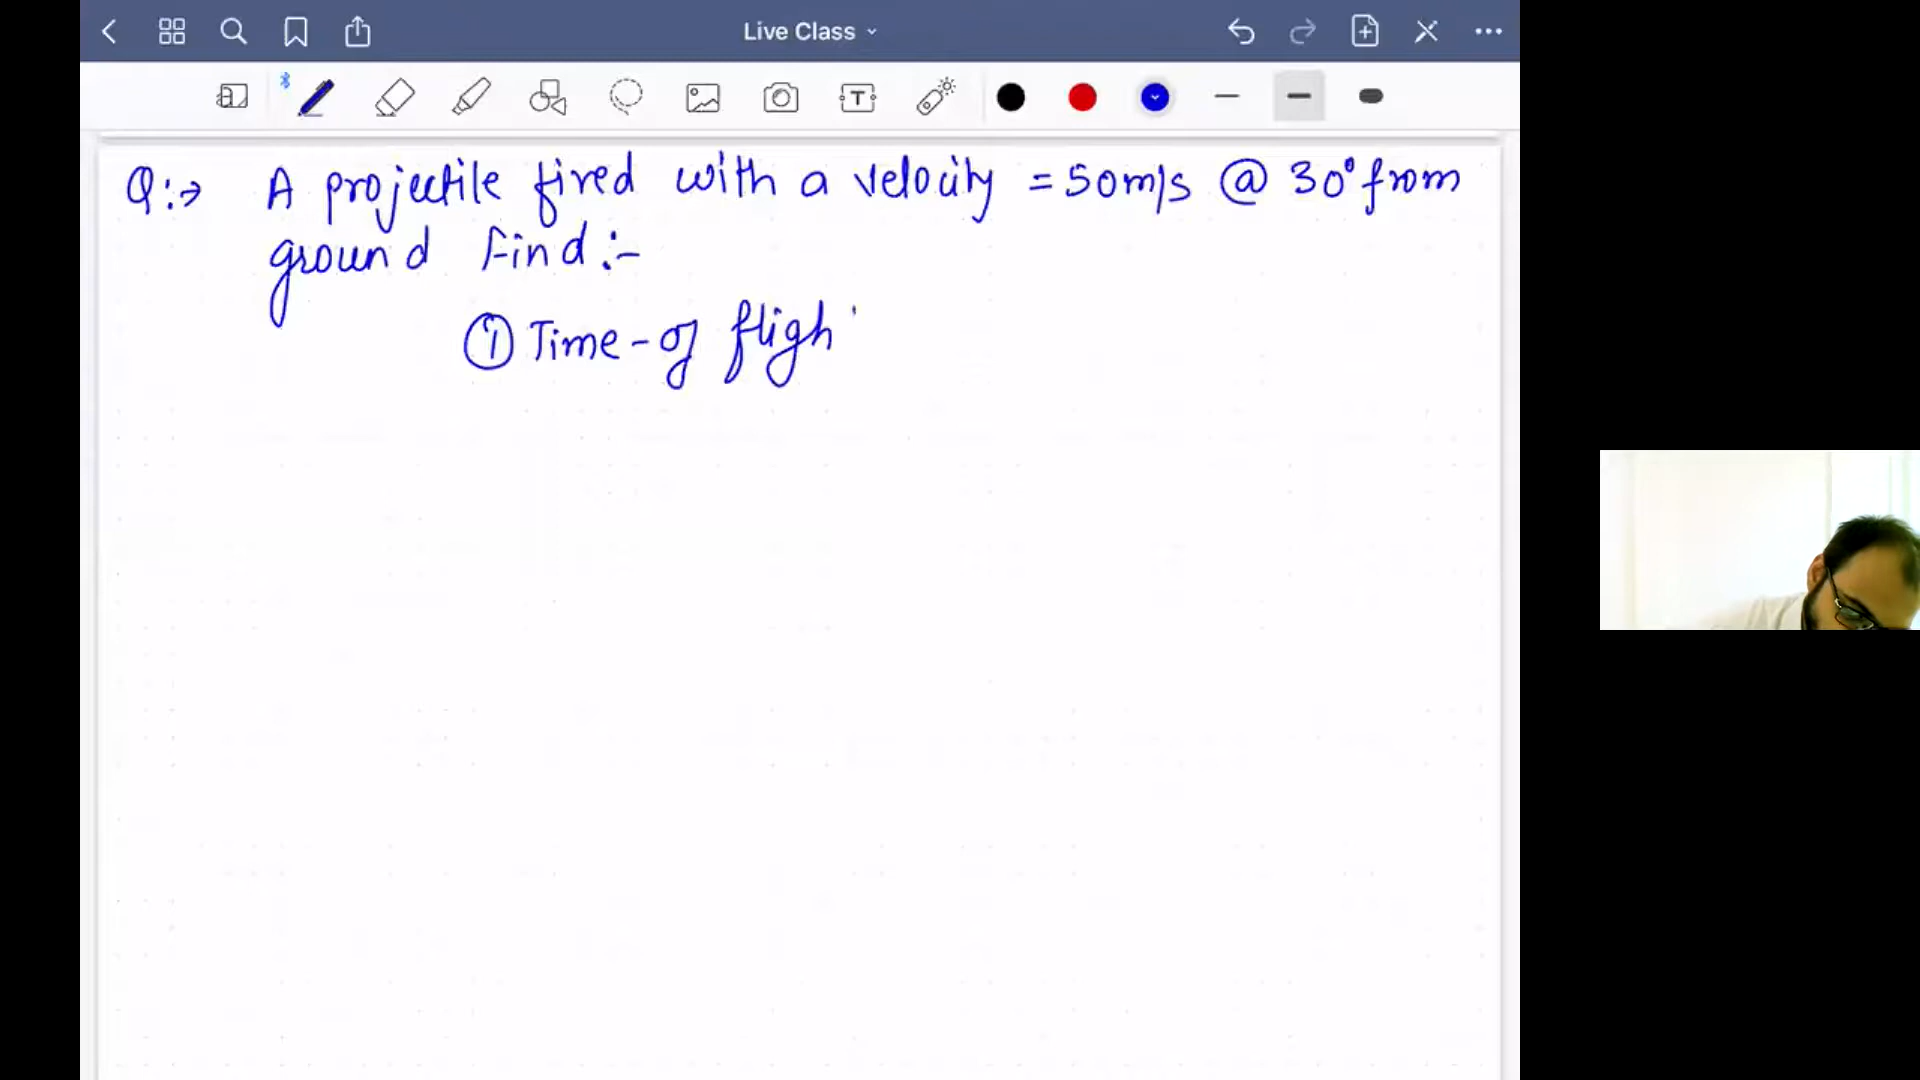 Live Class
T
Q:→ A projectile fired with a velocity = 50m/s @ 30° from
ground find:-
① Time-of fligh